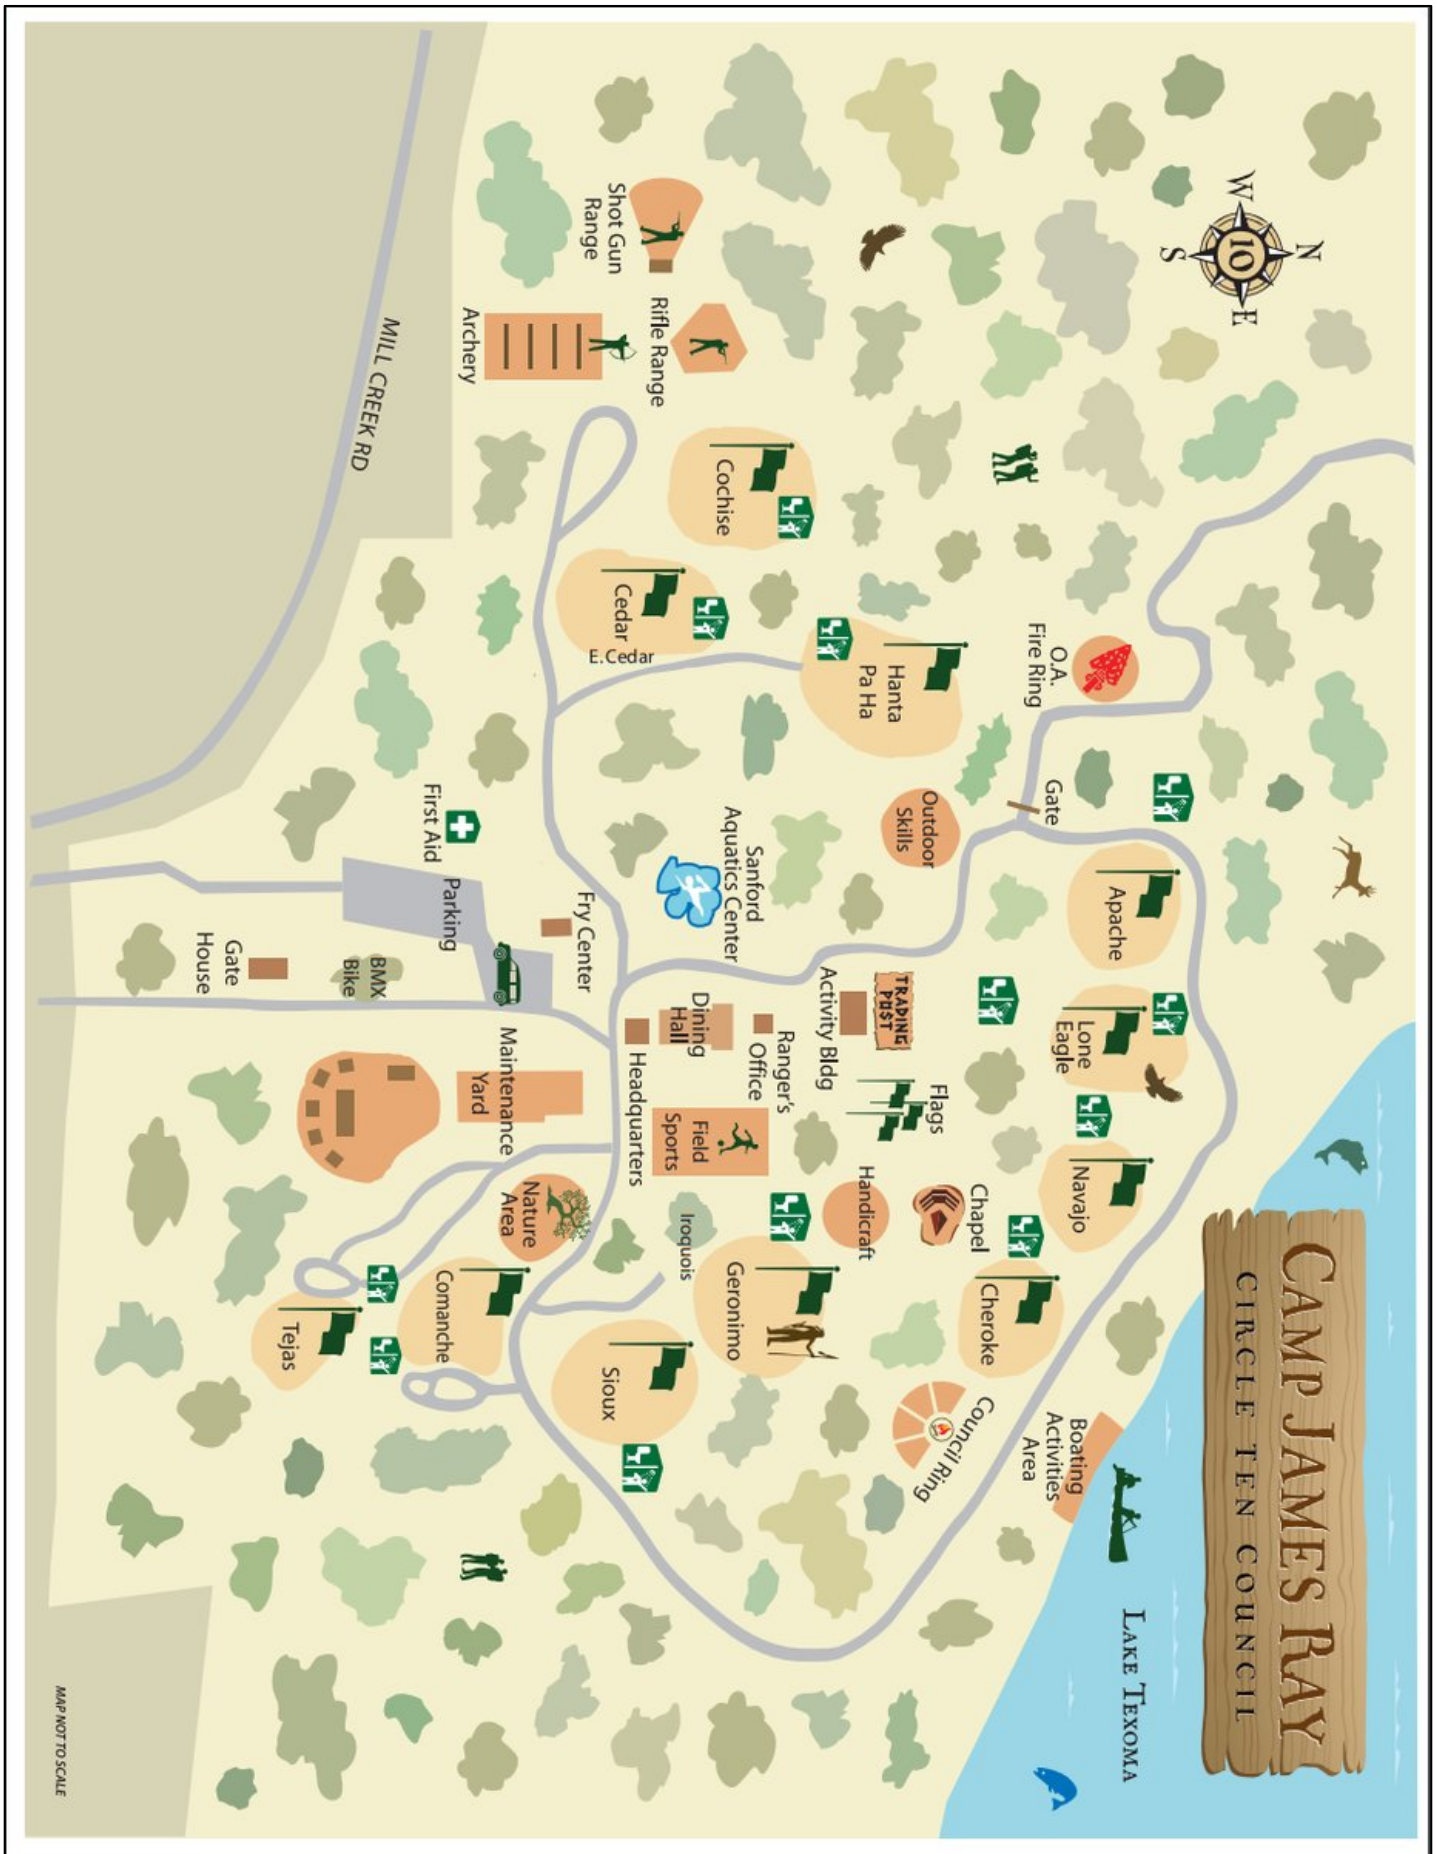 CAMP JAMES RAY
CIRCLE TEN COUNCIL
N
W
10
E
S
LAKE TEXOMA
O.A.
Fire Ring
Gate
Apache
Lone
Eagle
Navajo
Cheroke
Boating
Activities
Area
Council Ring
Chapel
Flags
Handicraft
TRADING
POST
Activity Bldg
Outdoor
Skills
Hanta
Pa Ha
Ranger's
Office
Sanford
Aquatics Center
Dining
Hall
Field
Sports
Iroquois
Geronimo
Cochise
Cedar
E.Cedar
Shot Gun
Range
Rifle Range
Archery
Headquarters
Sioux
Fry Center
Nature
Area
Maintenance
Yard
Comanche
First Aid
Parking
BMX
Bike
Gate
House
Tejas
MILL CREEK RD
MAP NOT TO SCALE